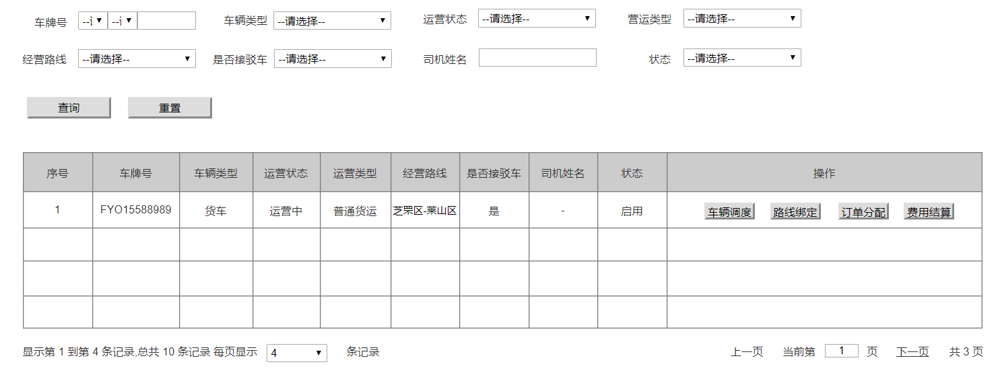 车牌号 --i --i 车辆类型 --请选择-- 运营状态 --请选择-- 营运类型 --请选择--
经营路线 --请选择-- 是否接驳车 --请选择-- 司机姓名 状态 --请选择--
查询 重置
序号 车牌号 车辆类型 运营状态 运营类型 经营路线 是否接驳车 司机姓名 状态 操作
1 FYO15588989 货车 运营中 普通货运 芝罘区-莱山区 是 - 启用 车辆调度 路线绑定 订单分配 费用结算
显示第 1 到第 4 条记录,总共 10 条记录 每页显示 4 条记录 上一页 当前第 1 页 下一页 共 3 页